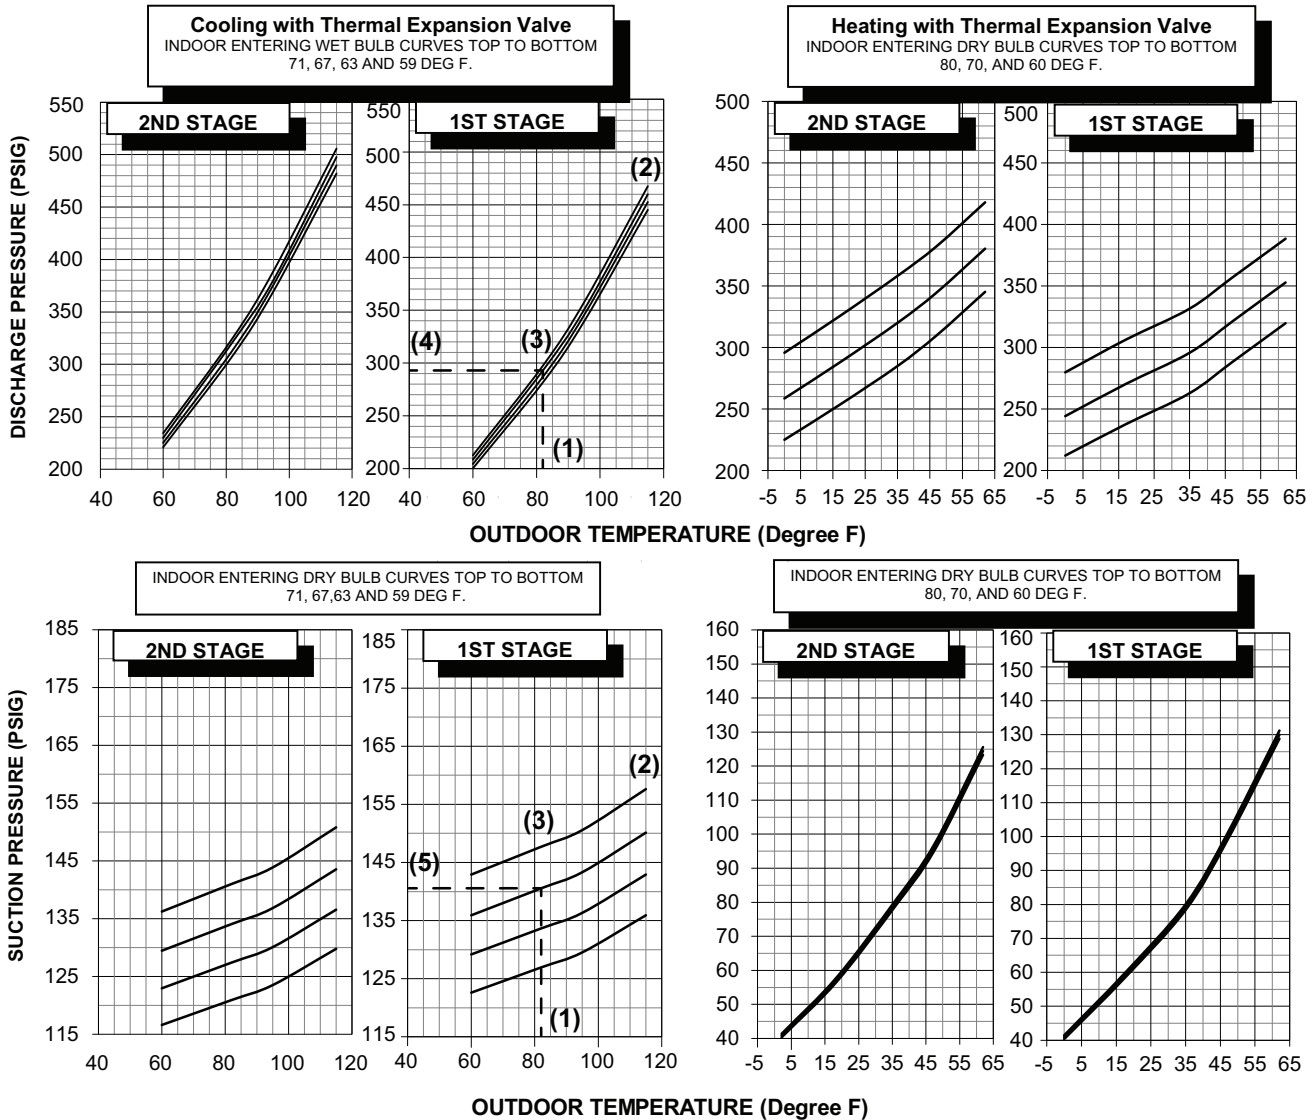 Cooling with Thermal Expansion Valve
INDOOR ENTERING WET BULB CURVES TOP TO BOTTOM
71, 67, 63 AND 59 DEG F.
Heating with Thermal Expansion Valve
INDOOR ENTERING DRY BULB CURVES TOP TO BOTTOM
80, 70, AND 60 DEG F.
DISCHARGE PRESSURE (PSIG)
2ND STAGE
550
500
450
400
350
300
250
200
40 60 80 100 120
1ST STAGE
550
500
450
400
350
300
250
200
(2)
(3)
(4)
(1)
40 60 80 100 120
2ND STAGE
500
450
400
350
300
250
200
-5 5 15 25 35 45 55 65
1ST STAGE
500
450
400
350
300
250
200
-5 5 15 25 35 45 55 65
OUTDOOR TEMPERATURE (Degree F)
INDOOR ENTERING DRY BULB CURVES TOP TO BOTTOM
71, 67,63 AND 59 DEG F.
INDOOR ENTERING DRY BULB CURVES TOP TO BOTTOM
80, 70, AND 60 DEG F.
SUCTION PRESSURE (PSIG)
2ND STAGE
185
175
165
155
145
135
125
115
40 60 80 100 120
1ST STAGE
185
175
165
155
145
135
125
115
(2)
(3)
(5)
(1)
40 60 80 100 120
2ND STAGE
160
150
140
130
120
110
100
90
80
70
60
50
40
-5 5 15 25 35 45 55 65
1ST STAGE
160
150
140
130
120
110
100
90
80
70
60
50
40
-5 5 15 25 35 45 55 65
OUTDOOR TEMPERATURE (Degree F)